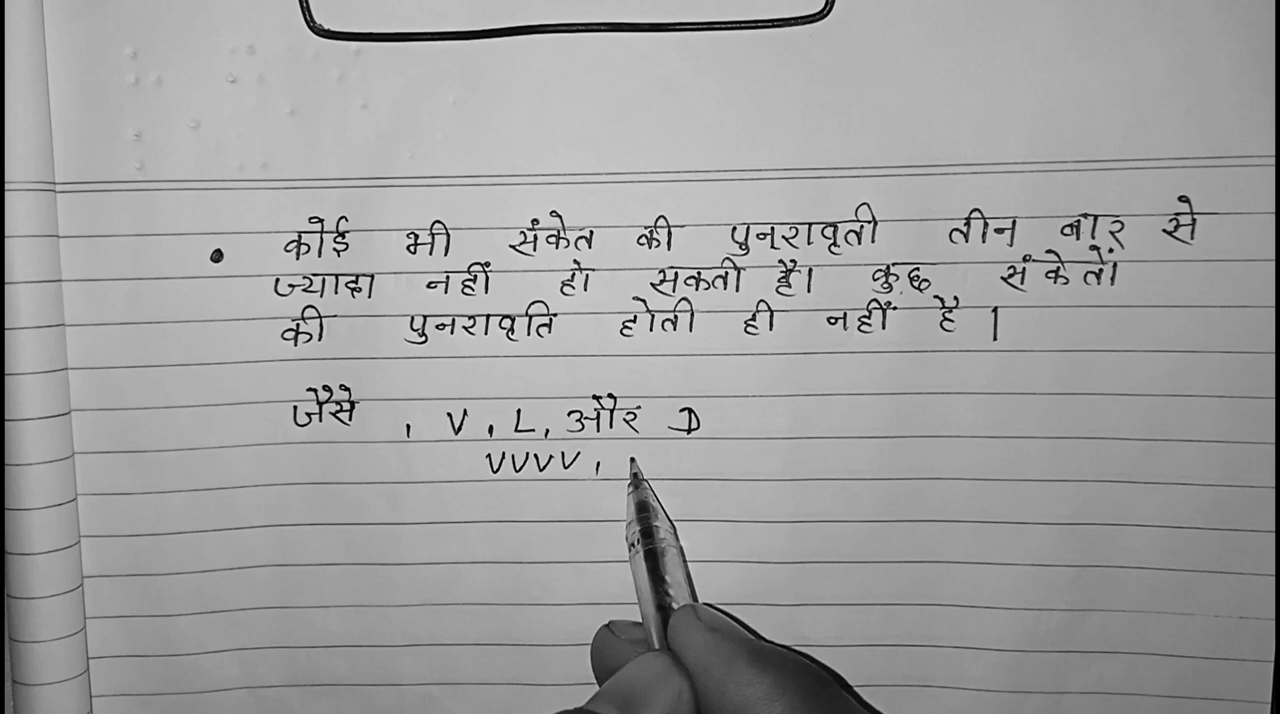 • कोई भी संकेत की पुनरावृती तीन बार से
ज्यादा नहीं हो सकती है। कुछ संकेतों
की पुनरावृति होती ही नहीं है।
जैसे , V , L, और D
VVVV ,